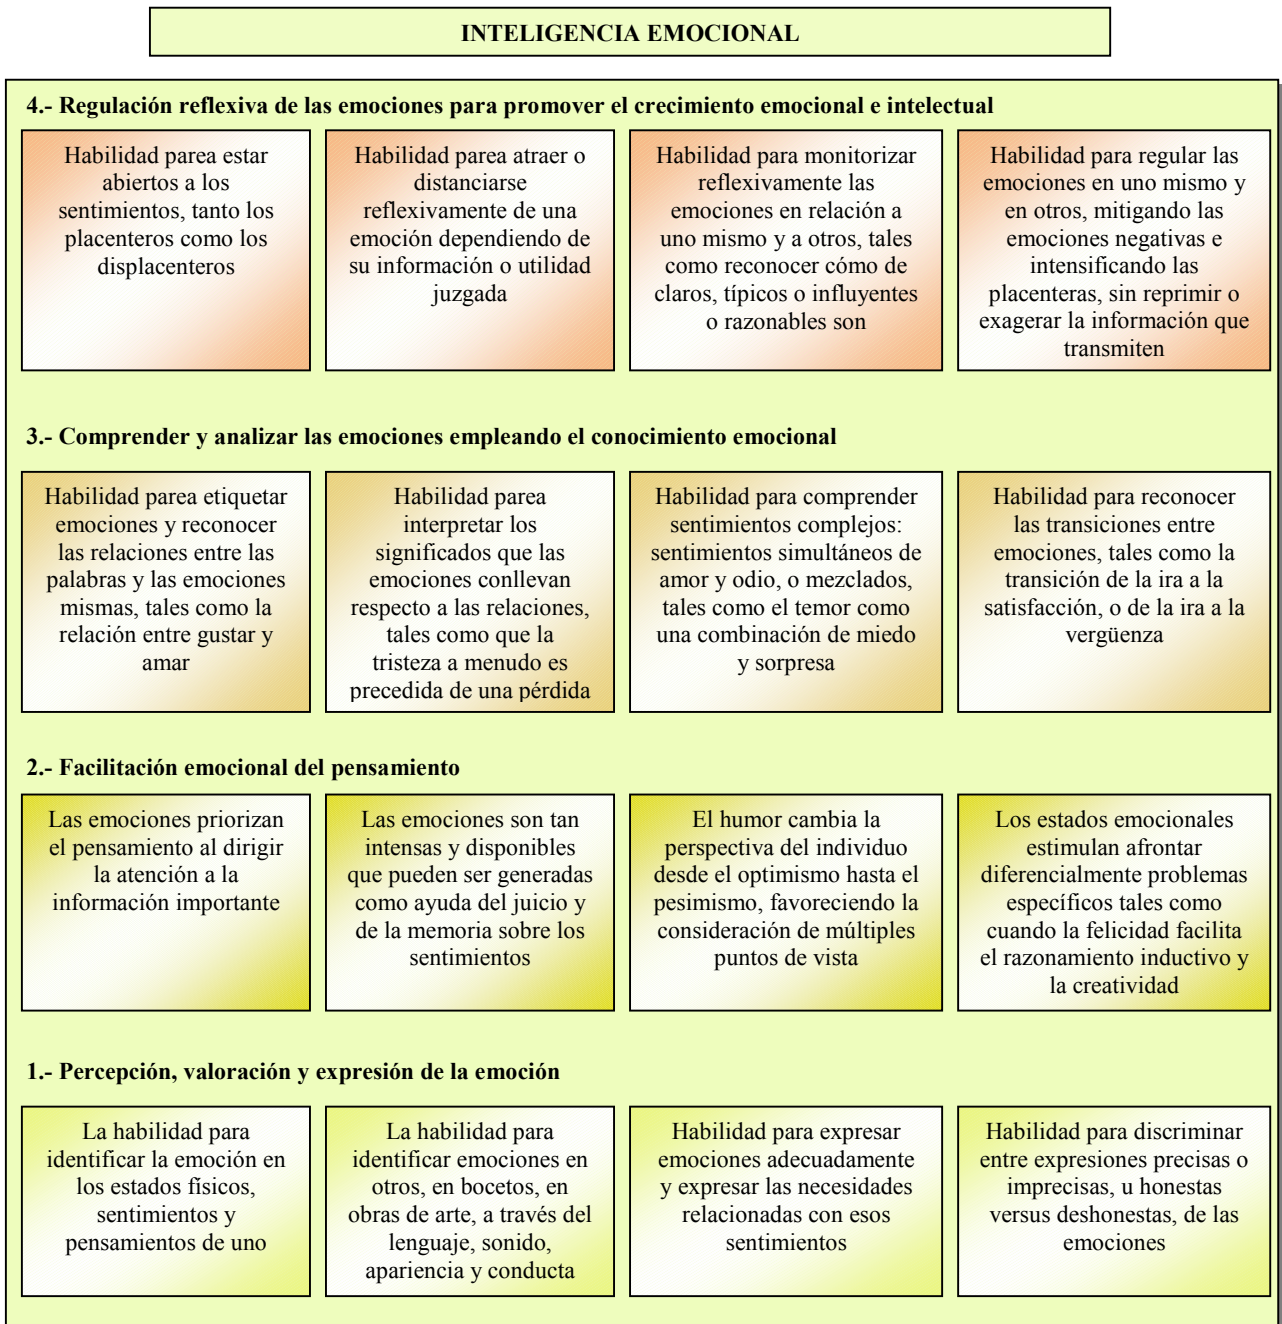 INTELIGENCIA EMOCIONAL
4.- Regulación reflexiva de las emociones para promover el crecimiento emocional e intelectual
Habilidad parea estar
abiertos a los
sentimientos, tanto los
placenteros como los
displacenteros
Habilidad parea atraer o
distanciarse
reflexivamente de una
emoción dependiendo de
su información o utilidad
juzgada
Habilidad para monitorizar
reflexivamente las
emociones en relación a
uno mismo y a otros, tales
como reconocer cómo de
claros, típicos o influyentes
o razonables son
Habilidad para regular las
emociones en uno mismo y
en otros, mitigando las
emociones negativas e
intensificando las
placenteras, sin reprimir o
exagerar la información que
transmiten
3.- Comprender y analizar las emociones empleando el conocimiento emocional
Habilidad parea etiquetar
emociones y reconocer
las relaciones entre las
palabras y las emociones
mismas, tales como la
relación entre gustar y
amar
Habilidad parea
interpretar los
significados que las
emociones conllevan
respecto a las relaciones,
tales como que la
tristeza a menudo es
precedida de una pérdida
Habilidad para comprender
sentimientos complejos:
sentimientos simultáneos de
amor y odio, o mezclados,
tales como el temor como
una combinación de miedo
y sorpresa
Habilidad para reconocer
las transiciones entre
emociones, tales como la
transición de la ira a la
satisfacción, o de la ira a la
vergüenza
2.- Facilitación emocional del pensamiento
Las emociones priorizan
el pensamiento al dirigir
la atención a la
información importante
Las emociones son tan
intensas y disponibles
que pueden ser generadas
como ayuda del juicio y
de la memoria sobre los
sentimientos
El humor cambia la
perspectiva del individuo
desde el optimismo hasta el
pesimismo, favoreciendo la
consideración de múltiples
puntos de vista
Los estados emocionales
estimulan afrontar
diferencialmente problemas
específicos tales como
cuando la felicidad facilita
el razonamiento inductivo y
la creatividad
1.- Percepción, valoración y expresión de la emoción
La habilidad para
identificar la emoción en
los estados físicos,
sentimientos y
pensamientos de uno
La habilidad para
identificar emociones en
otros, en bocetos, en
obras de arte, a través del
lenguaje, sonido,
apariencia y conducta
Habilidad para expresar
emociones adecuadamente
y expresar las necesidades
relacionadas con esos
sentimientos
Habilidad para discriminar
entre expresiones precisas o
imprecisas, u honestas
versus deshonestas, de las
emociones